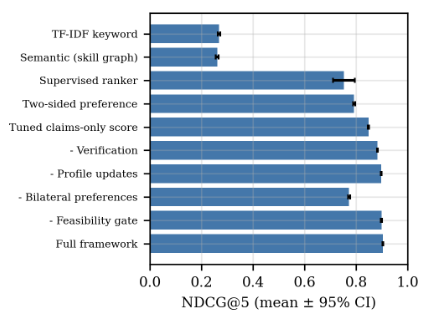 TF-IDF keyword
Semantic (skill graph)
Supervised ranker
Two-sided preference
Tuned claims-only score
- Verification
- Profile updates
- Bilateral preferences
- Feasibility gate
Full framework
0.0 0.2 0.4 0.6 0.8 1.0
NDCG@5 (mean ± 95% CI)